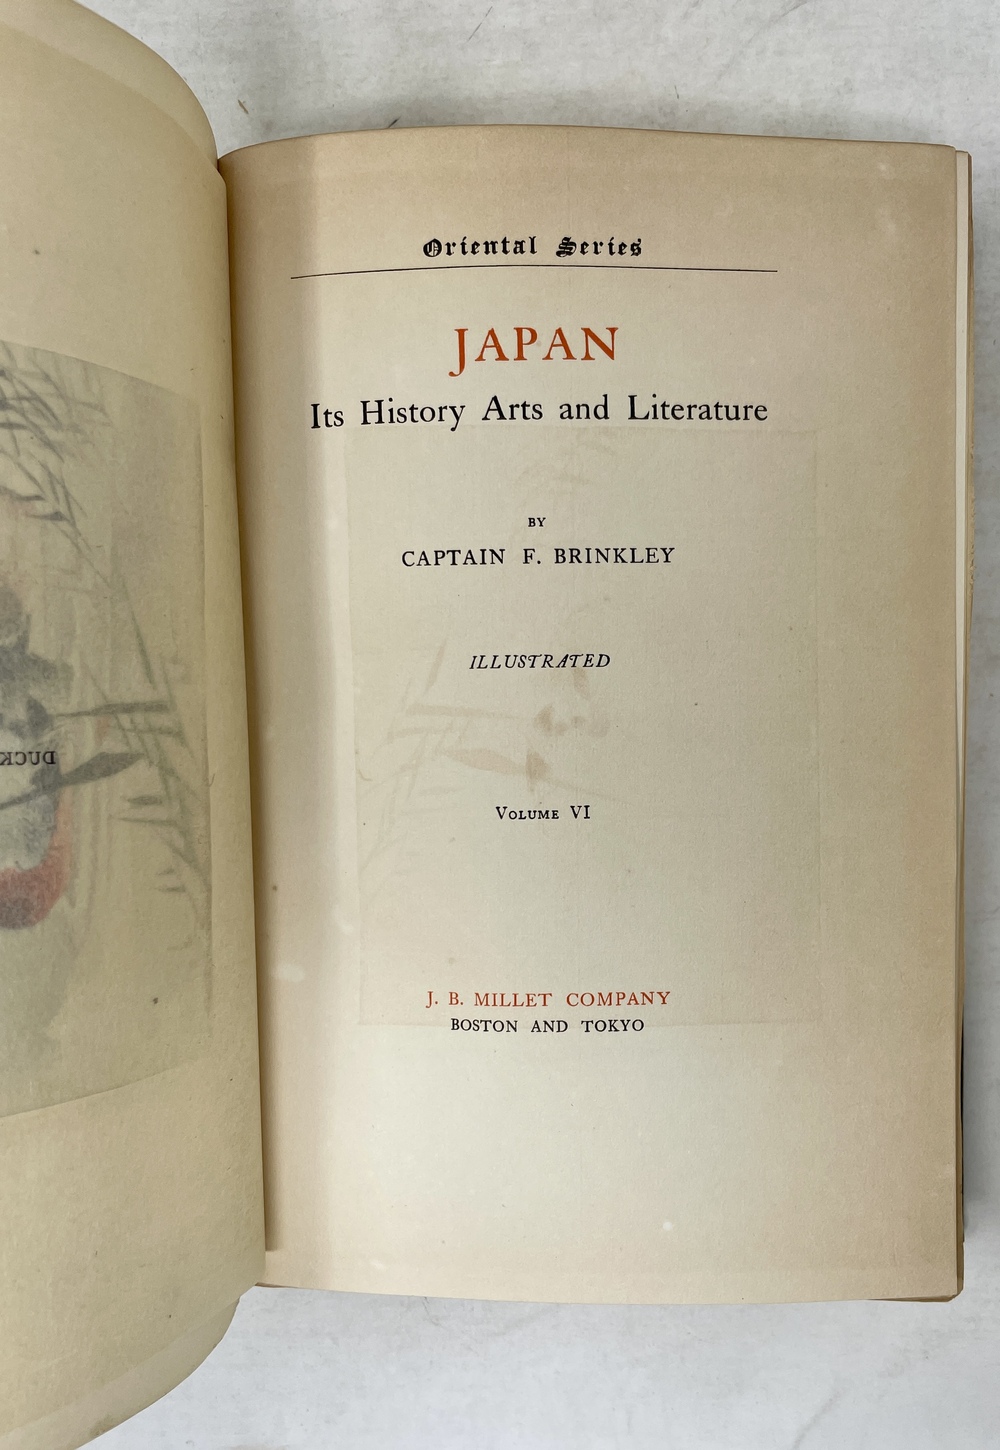 Oriental Series
JAPAN
Its History Arts and Literature
BY
CAPTAIN F. BRINKLEY
ILLUSTRATED
VOLUME VI
J. B. MILLET COMPANY
BOSTON AND TOKYO